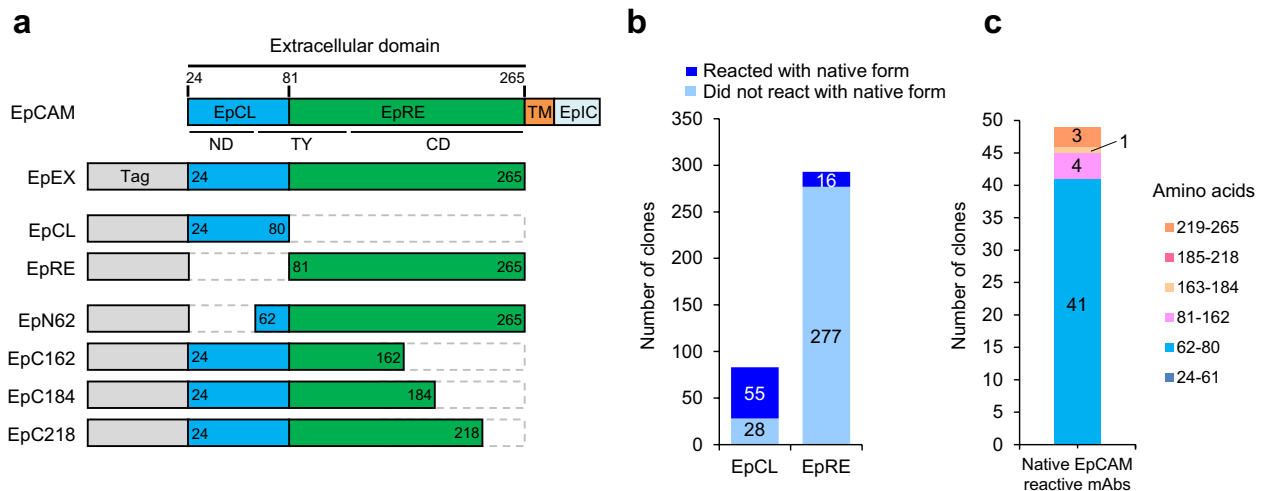 a
Extracellular domain
24 81 265
EpCAM EpCL EpRE TM EpIC
ND TY CD
EpEX Tag 24 265
EpCL 24 80
EpRE 81 265
EpN62 62 265
EpC162 24 162
EpC184 24 184
EpC218 24 218
b
Reacted with native form
Did not react with native form
350
300
250
200
150
100
50
0
Number of clones
55
28
16
277
EpCL EpRE
c
50
45
40
35
30
25
20
15
10
5
0
Number of clones
3
1
4
41
Native EpCAM
reactive mAbs
Amino acids
219-265
185-218
163-184
81-162
62-80
24-61